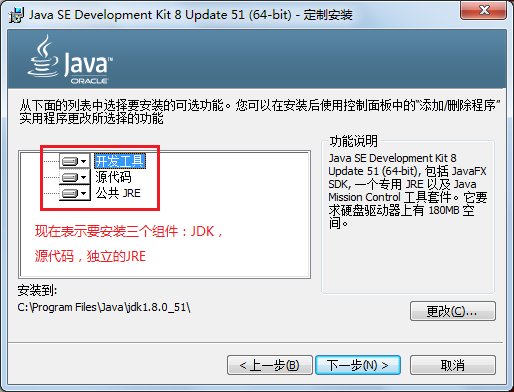 Java SE Development Kit 8 Update 51 (64-bit) - 定制安装
Java™
ORACLE
从下面的列表中选择要安装的可选功能。您可以在安装后使用控制面板中的“添加/删除程序”
实用程序更改所选择的功能
开发工具
源代码
公共 JRE
现在表示要安装三个组件：JDK，
源代码，独立的JRE
功能说明
Java SE Development Kit 8
Update 51 (64-bit), 包括 JavaFX
SDK, 一个专用 JRE 以及 Java
Mission Control 工具套件。它要
求硬盘驱动器上有 180MB 空
间。
安装到:
C:\Program Files\Java\jdk1.8.0_51\
更改(C)...
< 上一步(B)
下一步(N) >
取消